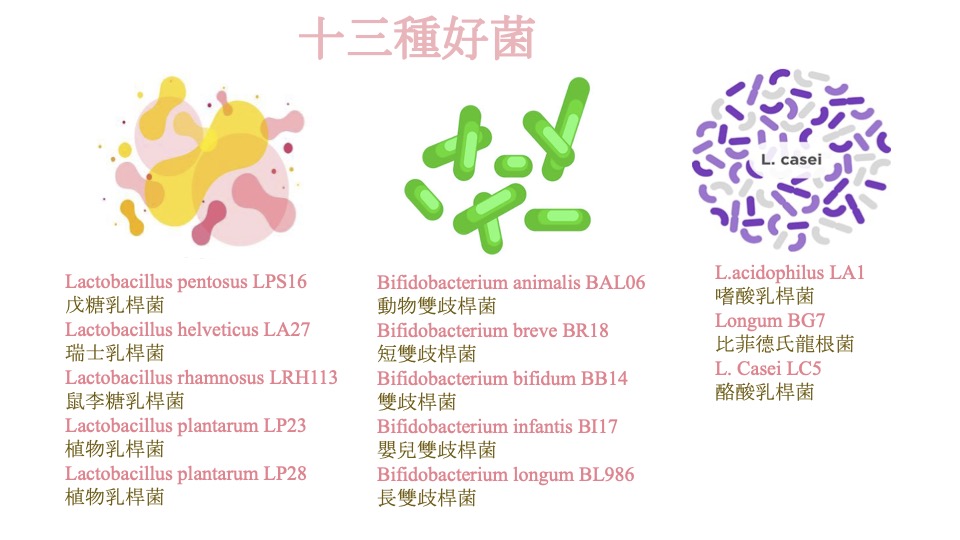 十三種好菌
L. casei
Lactobacillus pentosus LPS16
戊糖乳桿菌
Lactobacillus helveticus LA27
瑞士乳桿菌
Lactobacillus rhamnosus LRH113
鼠李糖乳桿菌
Lactobacillus plantarum LP23
植物乳桿菌
Lactobacillus plantarum LP28
植物乳桿菌
Bifidobacterium animalis BAL06
動物雙歧桿菌
Bifidobacterium breve BR18
短雙歧桿菌
Bifidobacterium bifidum BB14
雙歧桿菌
Bifidobacterium infantis BI17
嬰兒雙歧桿菌
Bifidobacterium longum BL986
長雙歧桿菌
L.acidophilus LA1
嗜酸乳桿菌
Longum BG7
比菲德氏龍根菌
L. Casei LC5
酪酸乳桿菌